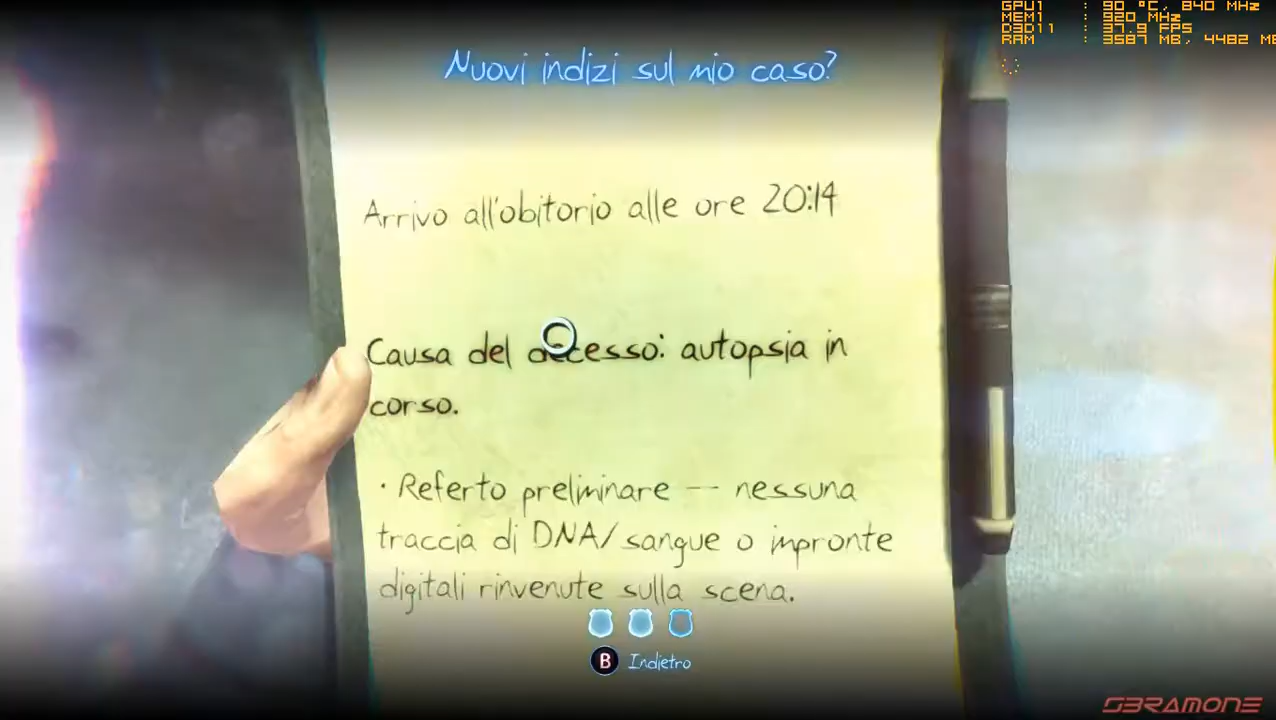 GPU1 : 90 °C, 840 MHz
MEM1 : 920 MHz
D3D11 : 37.9 FPS
RAM : 3587 MB, 4482 MB
Nuovi indizi sul mio caso?
Arrivo all'obitorio alle ore 20:14
Causa del decesso: autopsia in
corso.
· Referto preliminare -- nessuna
traccia di DNA/sangue o impronte
digitali rinvenute sulla scena.
B Indietro
SBRAMONE